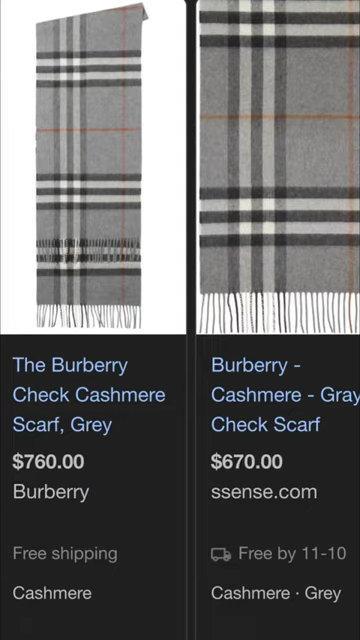 The Burberry
Check Cashmere
Scarf, Grey
$760.00
Burberry
Free shipping
Cashmere
Burberry -
Cashmere - Gray
Check Scarf
$670.00
ssense.com
Free by 11-10
Cashmere · Grey